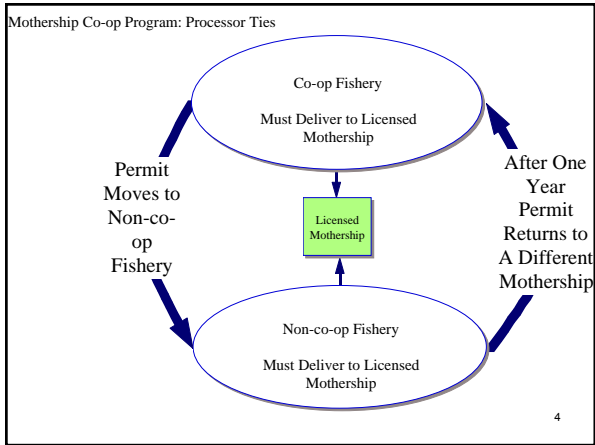 Mothership Co-op Program: Processor Ties
Co-op Fishery
Must Deliver to Licensed
Mothership
Permit
Moves to
Non-co-
op
Fishery
Licensed
Mothership
After One
Year
Permit
Returns to
A Different
Mothership
Non-co-op Fishery
Must Deliver to Licensed
Mothership
4